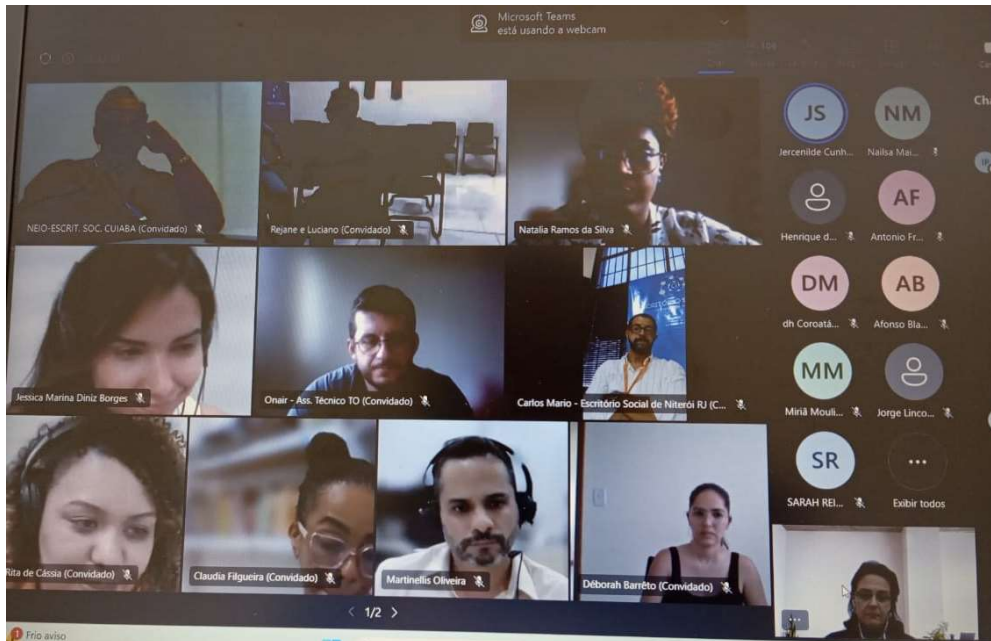 Microsoft Teams
está usando a webcam
JS
NM
Jercenilde Cunh...
Nailsa Mai...
NEIO-ESCRIT. SOC. CUIABA (Convidado)
Rejane e Luciano (Convidado)
Natalia Ramos da Silva
AF
Henrique d...
Antonio Fr...
DM
AB
dh Coroatá...
Afonso Bla...
Jessica Marina Diniz Borges
Onair - Ass. Técnico TO (Convidado)
Carlos Mario - Escritório Social de Niterói RJ (C...
MM
Miriã Mouli...
Jorge Linco...
SR
SARAH REI...
Exibir todos
Rita de Cássia (Convidado)
Claudia Filgueira (Convidado)
Martinellis Oliveira
Déborah Barrêto (Convidado)
1/2
Frio aviso